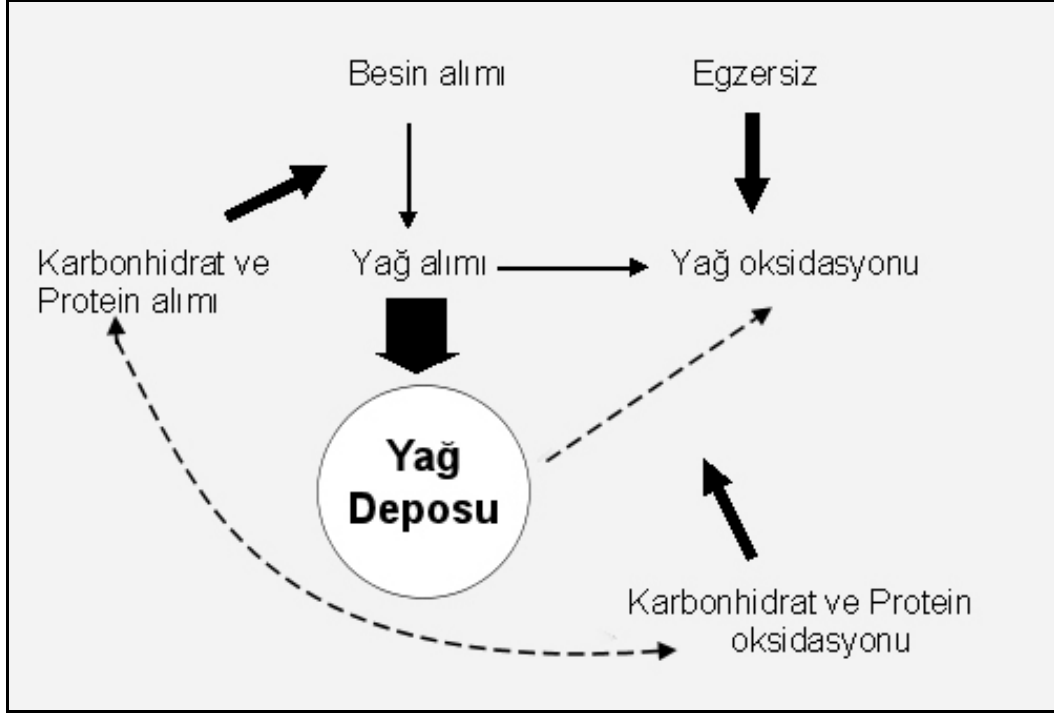 Besin alımı
Egzersiz
Karbonhidrat ve
Protein alımı
Yağ alımı
Yağ oksidasyonu
Yağ
Deposu
Karbonhidrat ve Protein
oksidasyonu